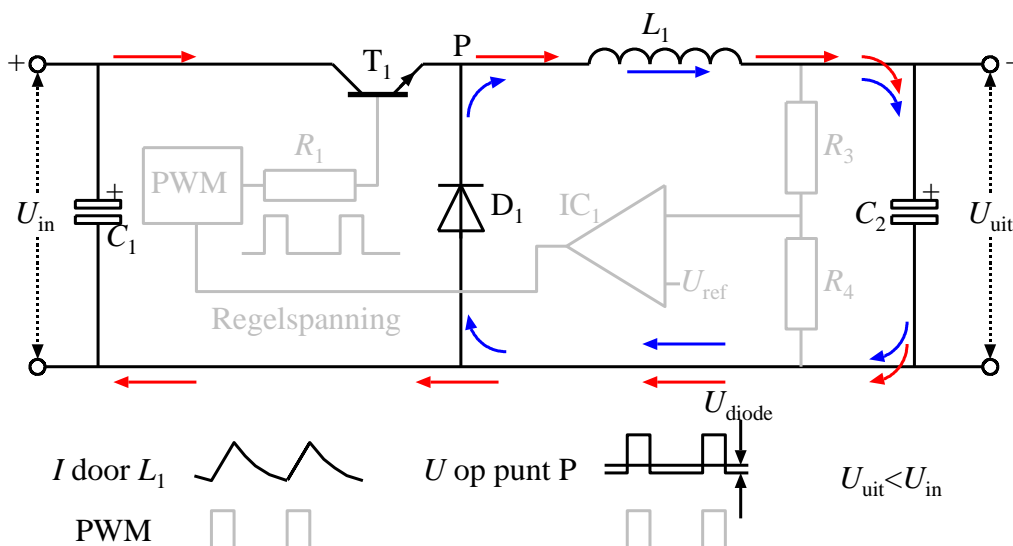 L1
P
+ T1 -
R1
PWM R3
+ D1 IC1 +
Uin C1 C2 Uuit
Uref R4
Regelspanning
Udiode
I door L1 U op punt P Uuit<Uin
PWM